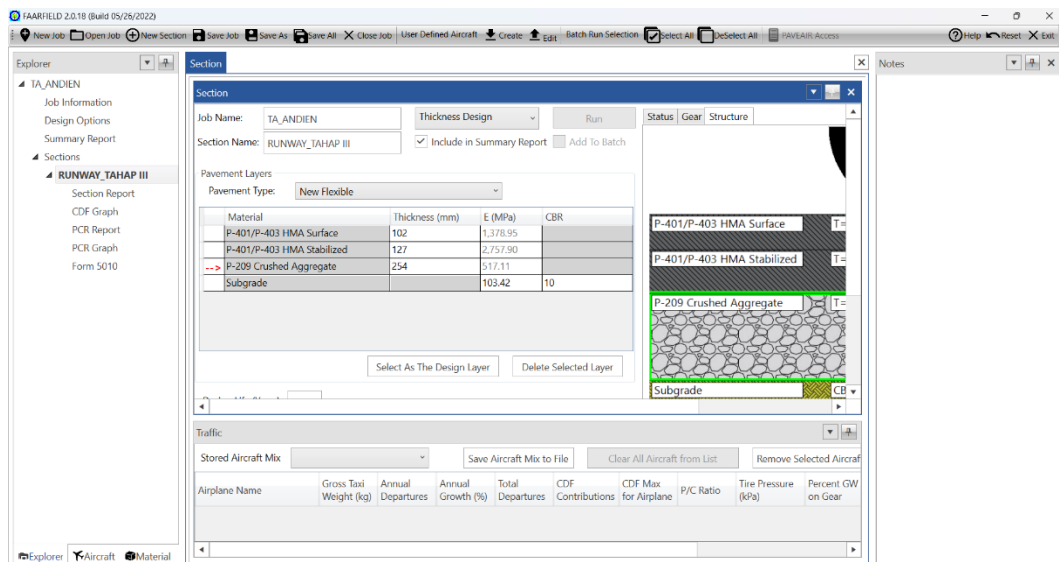 FAARFIELD 2.0.18 (Build 05/26/2022)
New Job Open Job New Section Save Job Save As Save All Close Job User Defined Aircraft Create Edit Batch Run Selection Select All DeSelect All PAVEAIR Access Help Reset Exit
Explorer
TA_ANDIEN
Job Information
Design Options
Summary Report
Sections
RUNWAY_TAHAP III
Section Report
CDF Graph
PCR Report
PCR Graph
Form 5010
Explorer Aircraft Material
Section
Section
Job Name: TA_ANDIEN Thickness Design Run
Section Name: RUNWAY_TAHAP III Include in Summary Report Add To Batch
Pavement Layers
Pavement Type: New Flexible
Material Thickness (mm) E (MPa) CBR
P-401/P-403 HMA Surface 102 1,378.95
P-401/P-403 HMA Stabilized 127 2,757.90
--> P-209 Crushed Aggregate 254 517.11
Subgrade 103.42 10
Select As The Design Layer Delete Selected Layer
Status Gear Structure
P-401/P-403 HMA Surface T=
P-401/P-403 HMA Stabilized T=
P-209 Crushed Aggregate T=
Subgrade CB
Traffic
Stored Aircraft Mix Save Aircraft Mix to File Clear All Aircraft from List Remove Selected Aircraf
Airplane Name Gross Taxi Weight (kg) Annual Departures Annual Growth (%) Total Departures CDF Contributions CDF Max for Airplane P/C Ratio Tire Pressure (kPa) Percent GW on Gear
Notes